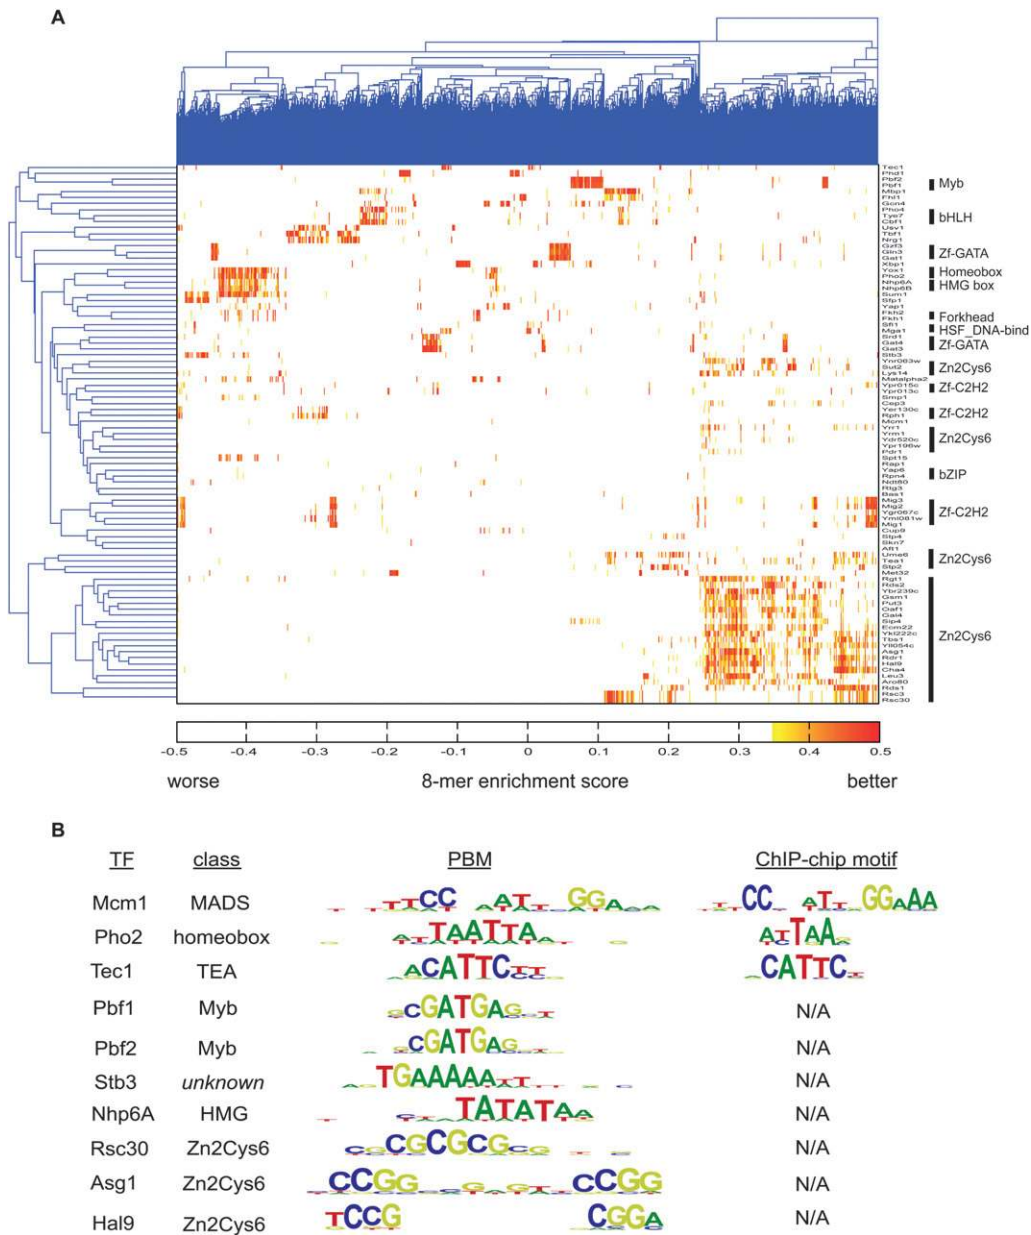 A
Tec1
Phd1
Pbf2
Pbf1
Mbp1
Fhl1
Gcn4
Pho4
Tye7
Cbf1
Usv1
Tbf1
Nrg1
Gzf3
Gln3
Gat1
Xbp1
Yox1
Pho2
Nhp6A
Nhp6B
Sum1
Sfp1
Yap1
Fkh2
Fkh1
Sfl1
Mga1
Srd1
Gat4
Gat3
Stb3
Ynr063w
Sut2
Lys14
Matalpha2
Ypr015c
Ypr013c
Smp1
Cep3
Yer130c
Rph1
Mcm1
Yrr1
Yrm1
Ydr520c
Ypr196w
Pdr1
Spt15
Rap1
Yap6
Rpn4
Ndt80
Rtg3
Bas1
Mig3
Mig2
Ygr067c
Yml081w
Mig1
Cup9
Stp4
Skn7
Aft1
Ume6
Tea1
Stp2
Met32
Rgt1
Rds2
Ybr239c
Gsm1
Put3
Gaf1
Gal4
Sip4
Ecm22
Ykl222c
Tbs1
Yll054c
Asg1
Rdr1
Hal9
Cha4
Leu3
Aro80
Rds1
Rsc3
Rsc30
Myb
bHLH
Zf-GATA
Homeobox
HMG box
Forkhead
HSF_DNA-bind
Zf-GATA
Zn2Cys6
Zf-C2H2
Zf-C2H2
Zn2Cys6
bZIP
Zf-C2H2
Zn2Cys6
Zn2Cys6
-0.5 -0.4 -0.3 -0.2 -0.1 0 0.1 0.2 0.3 0.4 0.5
worse 8-mer enrichment score better
B
TF class PBM ChIP-chip motif
Mcm1 MADS
Pho2 homeobox
Tec1 TEA
Pbf1 Myb N/A
Pbf2 Myb N/A
Stb3 unknown N/A
Nhp6A HMG N/A
Rsc30 Zn2Cys6 N/A
Asg1 Zn2Cys6 N/A
Hal9 Zn2Cys6 N/A